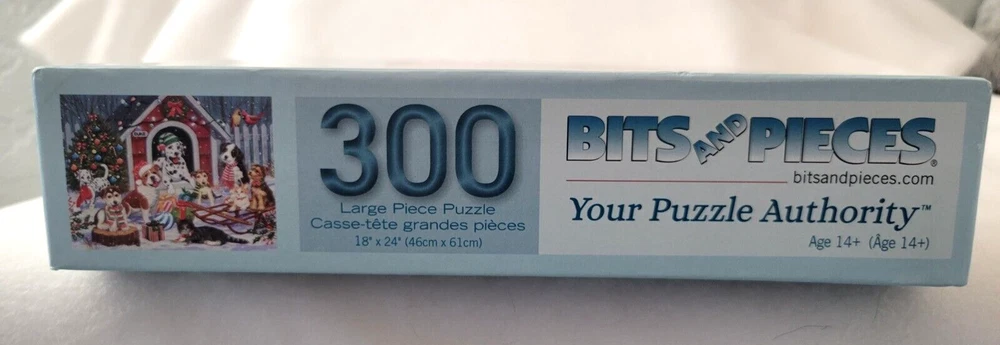 300
Large Piece Puzzle
Casse-tête grandes pièces
18" x 24" (46cm x 61cm)
BITS AND PIECES®
bitsandpieces.com
Your Puzzle Authority™
Age 14+ (Âge 14+)